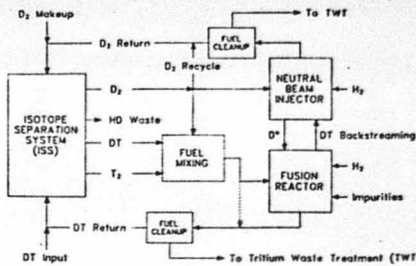 D₂ Makeup
To TWT
D₂ Return
FUEL
CLEANUP
D₂ Recycle
ISOTOPE
SEPARATION
SYSTEM
(ISS)
D₂
HD Waste
DT
T₂
FUEL
MIXING
NEUTRAL
BEAM
INJECTOR
H₂
D°
DT Backstreaming
FUSION
REACTOR
H₂
Impurities
DT Return
FUEL
CLEANUP
DT Input
To Tritium Waste Treatment (TWT